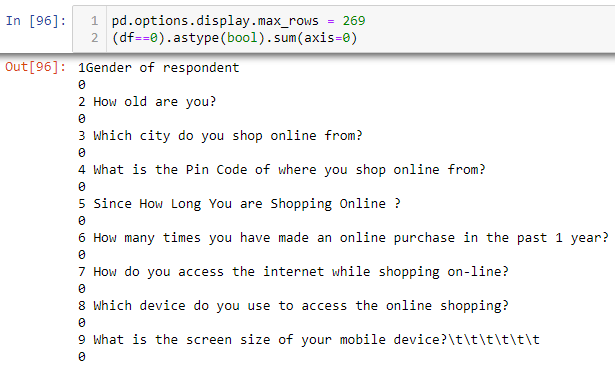 In [96]: 1 pd.options.display.max_rows = 269
2 (df==0).astype(bool).sum(axis=0)
Out[96]: 1Gender of respondent
0
2 How old are you?
0
3 Which city do you shop online from?
0
4 What is the Pin Code of where you shop online from?
0
5 Since How Long You are Shopping Online ?
0
6 How many times you have made an online purchase in the past 1 year?
0
7 How do you access the internet while shopping on-line?
0
8 Which device do you use to access the online shopping?
0
9 What is the screen size of your mobile device?\t\t\t\t\t\t
0